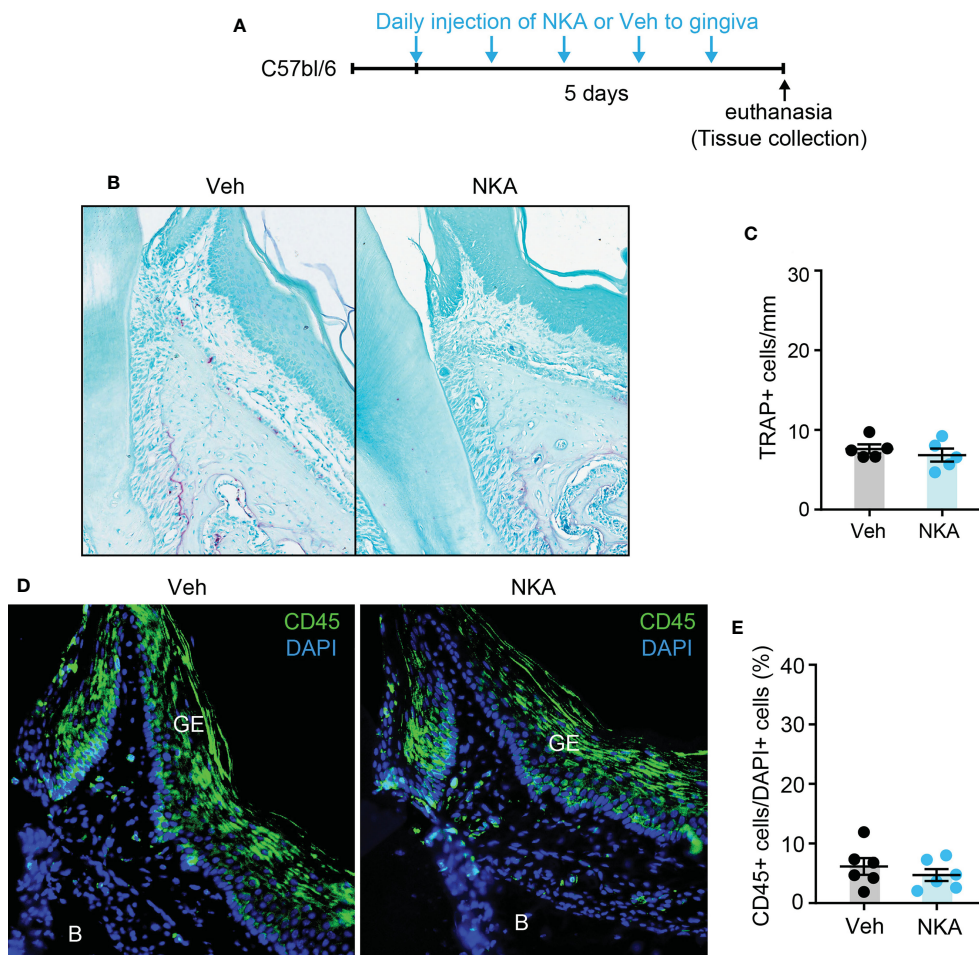 A
Daily injection of NKA or Veh to gingiva
C57bl/6
5 days
euthanasia
(Tissue collection)
B
Veh
NKA
C
TRAP+ cells/mm
30
20
10
0
Veh
NKA
D
Veh
NKA
CD45
DAPI
GE
B
CD45
DAPI
GE
B
E
CD45+ cells/DAPI+ cells (%)
40
30
20
10
0
Veh
NKA